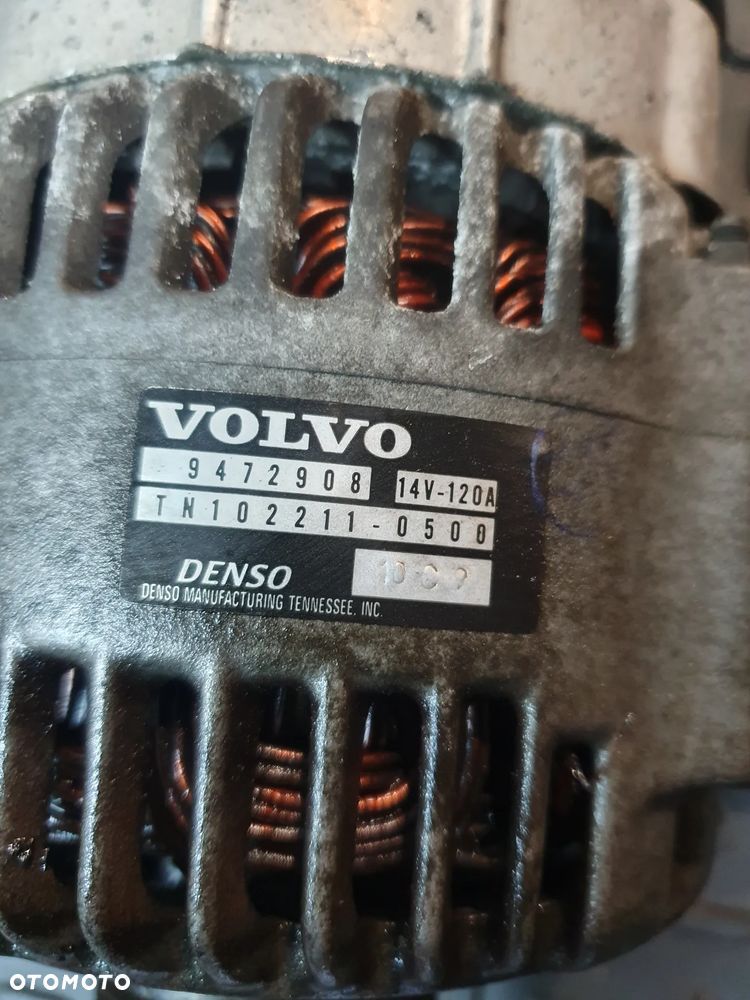 VOLVO
9472908 14V-120A
TN102211-0500
DENSO
DENSO MANUFACTURING TENNESSEE, INC.
OTOMOTO